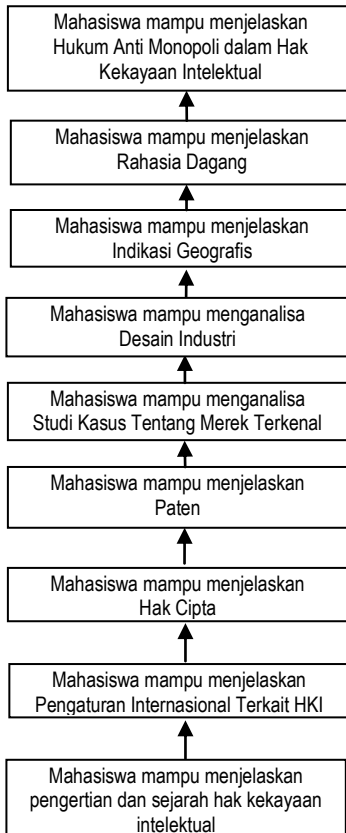 Mahasiswa mampu menjelaskan
Hukum Anti Monopoli dalam Hak
Kekayaan Intelektual
Mahasiswa mampu menjelaskan
Rahasia Dagang
Mahasiswa mampu menjelaskan
Indikasi Geografis
Mahasiswa mampu menganalisa
Desain Industri
Mahasiswa mampu menganalisa
Studi Kasus Tentang Merek Terkenal
Mahasiswa mampu menjelaskan
Paten
Mahasiswa mampu menjelaskan
Hak Cipta
Mahasiswa mampu menjelaskan
Pengaturan Internasional Terkait HKI
Mahasiswa mampu menjelaskan
pengertian dan sejarah hak kekayaan
intelektual